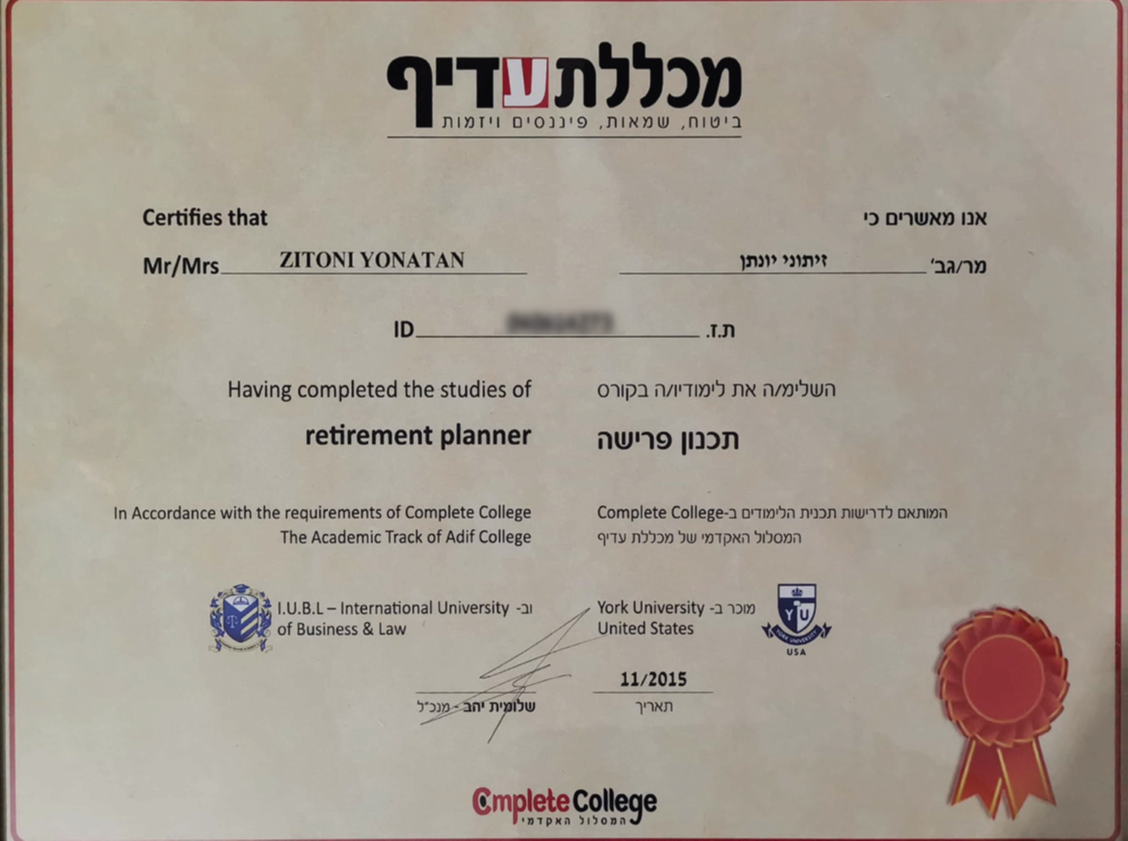 מכללת עדיף
ביטוח, שמאות, פיננסים ויזמות
Certifies that
אנו מאשרים כי
Mr/Mrs ZITONI YONATAN
מר/גב' זיתוני יונתן
ID
ת.ז.
Having completed the studies of
השלימ/ה את לימודיו/ה בקורס
retirement planner
תכנון פרישה
In Accordance with the requirements of Complete College
המותאם לדרישות תכנית הלימודים ב-Complete College
The Academic Track of Adif College
המסלול האקדמי של מכללת עדיף
מוכר ב- York University
United States
YU
YORK UNIVERSITY
USA
וב- I.U.B.L – International University
of Business & Law
11/2015
תאריך
שלומית יהב - מנכ"ל
Cmplete College
המסלול האקדמי